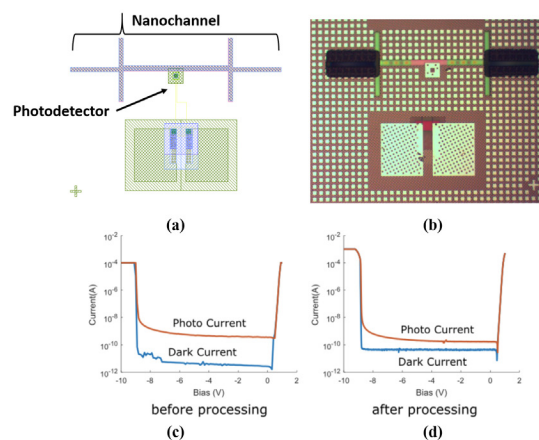 Nanochannel
Photodetector
(a)
(b)
10-2
10-4
10-6
10-8
10-10
10-12
Current(A)
Photo Current
Dark Current
-10 -8 -6 -4 -2 0 2
Bias (V)
before processing
(c)
10-2
10-4
10-6
10-8
10-10
10-12
Current(A)
Photo Current
Dark Current
-10 -8 -6 -4 -2 0 2
Bias (V)
after processing
(d)